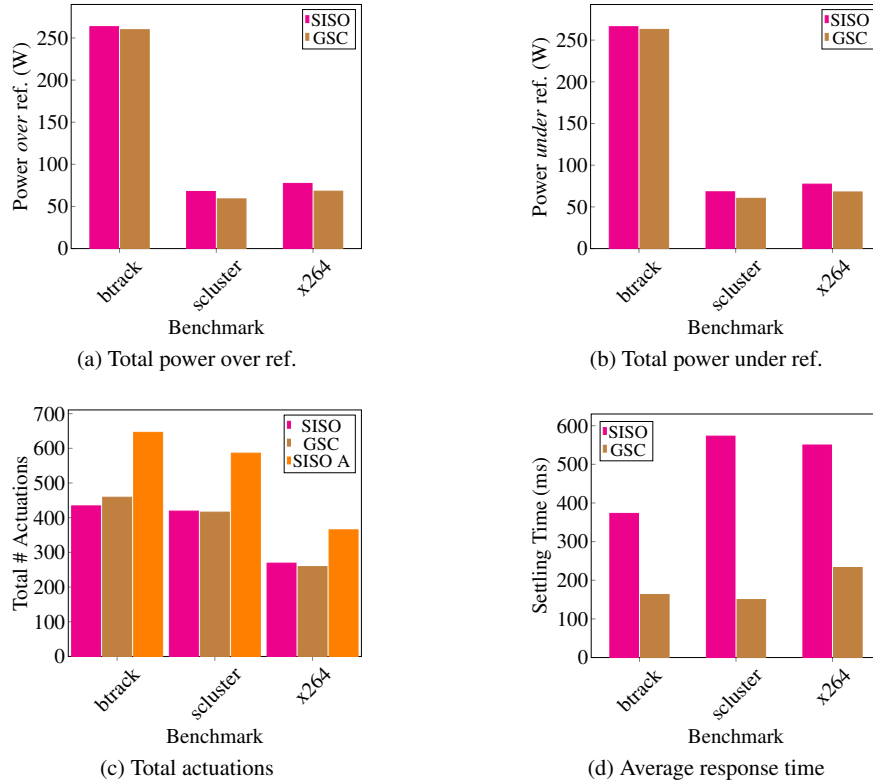 Power over ref. (W)
250
200
150
100
50
0
SISO
GSC
btrack
scluster
x264
Benchmark
(a) Total power over ref.
Power under ref. (W)
250
200
150
100
50
0
SISO
GSC
btrack
scluster
x264
Benchmark
(b) Total power under ref.
Total # Actuations
700
600
500
400
300
200
100
0
SISO
GSC
SISO A
btrack
scluster
x264
Benchmark
(c) Total actuations
Settling Time (ms)
600
500
400
300
200
100
0
SISO
GSC
btrack
scluster
x264
Benchmark
(d) Average response time